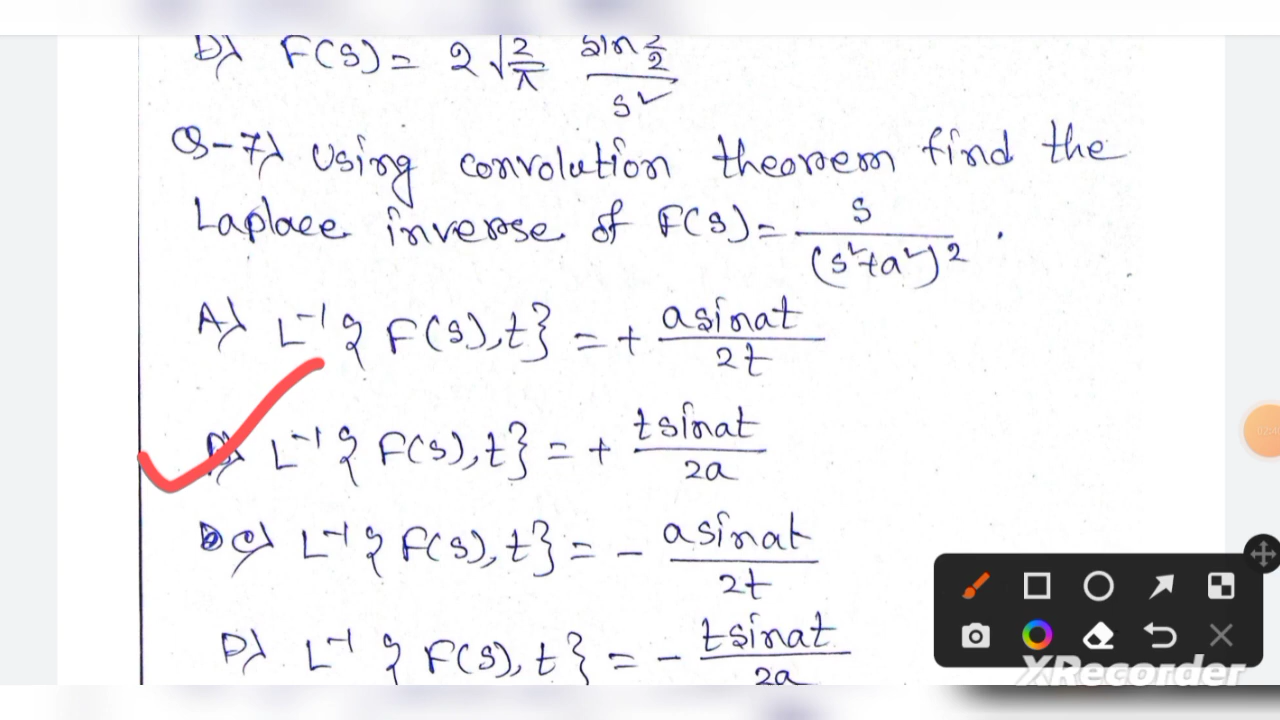 D) F(S) = 2 √2/π sin s/2 / s²
Q-7) Using convolution theorem find the
Laplace inverse of F(s) = s / (s²+a²)² .
A) L⁻¹ { F(s), t} = + a sin at / 2t
B) L⁻¹ { F(s), t} = + t sin at / 2a
C) L⁻¹ { F(s), t} = - a sin at / 2t
D) L⁻¹ { F(s), t} = - t sin at / 2a
XRecorder